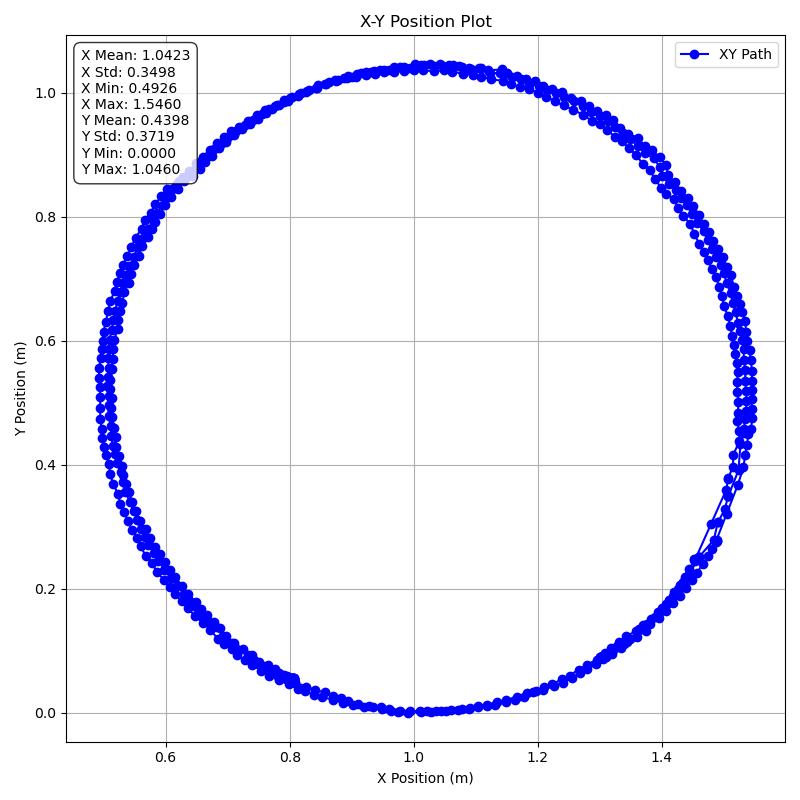 X-Y Position Plot
X Mean: 1.0423
X Std: 0.3498
X Min: 0.4926
X Max: 1.5460
Y Mean: 0.4398
Y Std: 0.3719
Y Min: 0.0000
Y Max: 1.0460
XY Path
Y Position (m)
1.0
0.8
0.6
0.4
0.2
0.0
0.6 0.8 1.0 1.2 1.4
X Position (m)